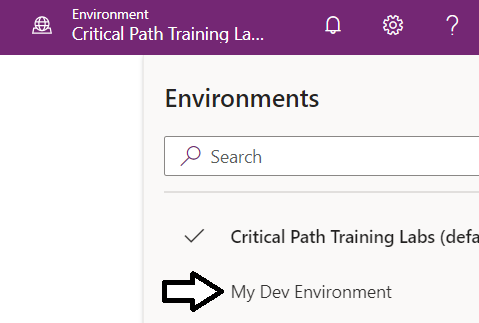 Environment
Critical Path Training La...
Environments
Search
Critical Path Training Labs (defa
My Dev Environment